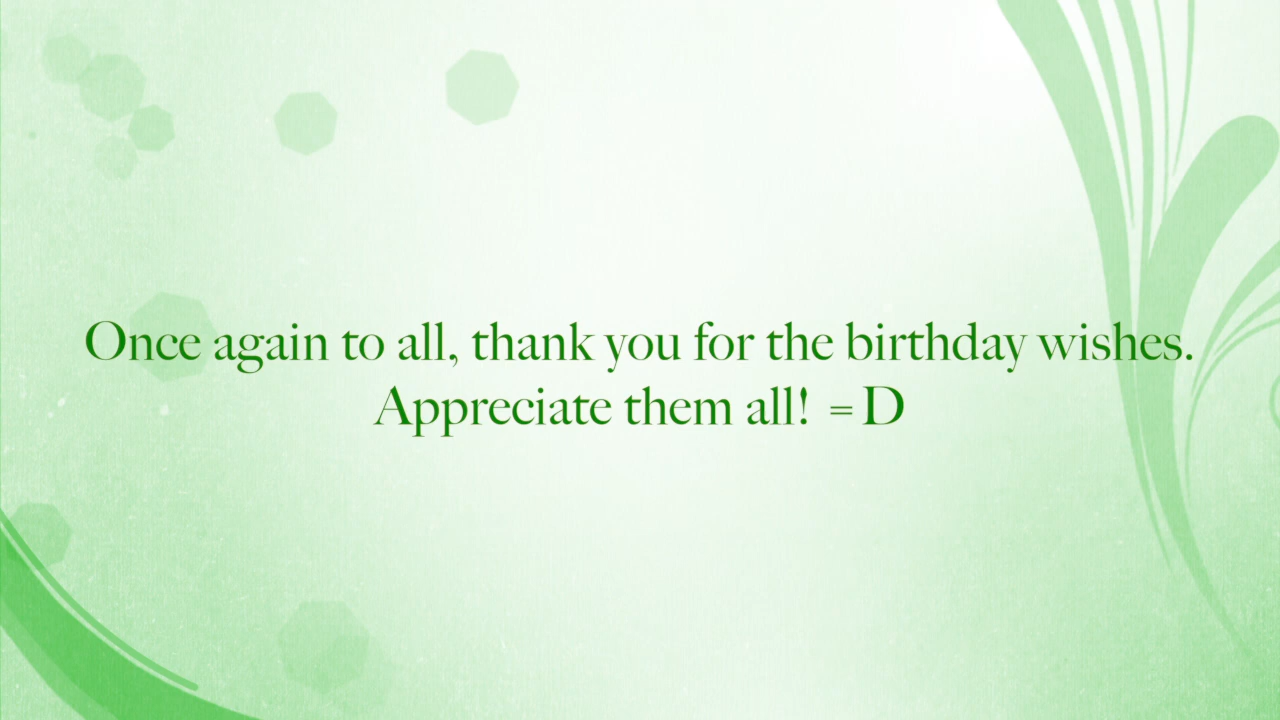 Once again to all, thank you for the birthday wishes.
Appreciate them all! =D